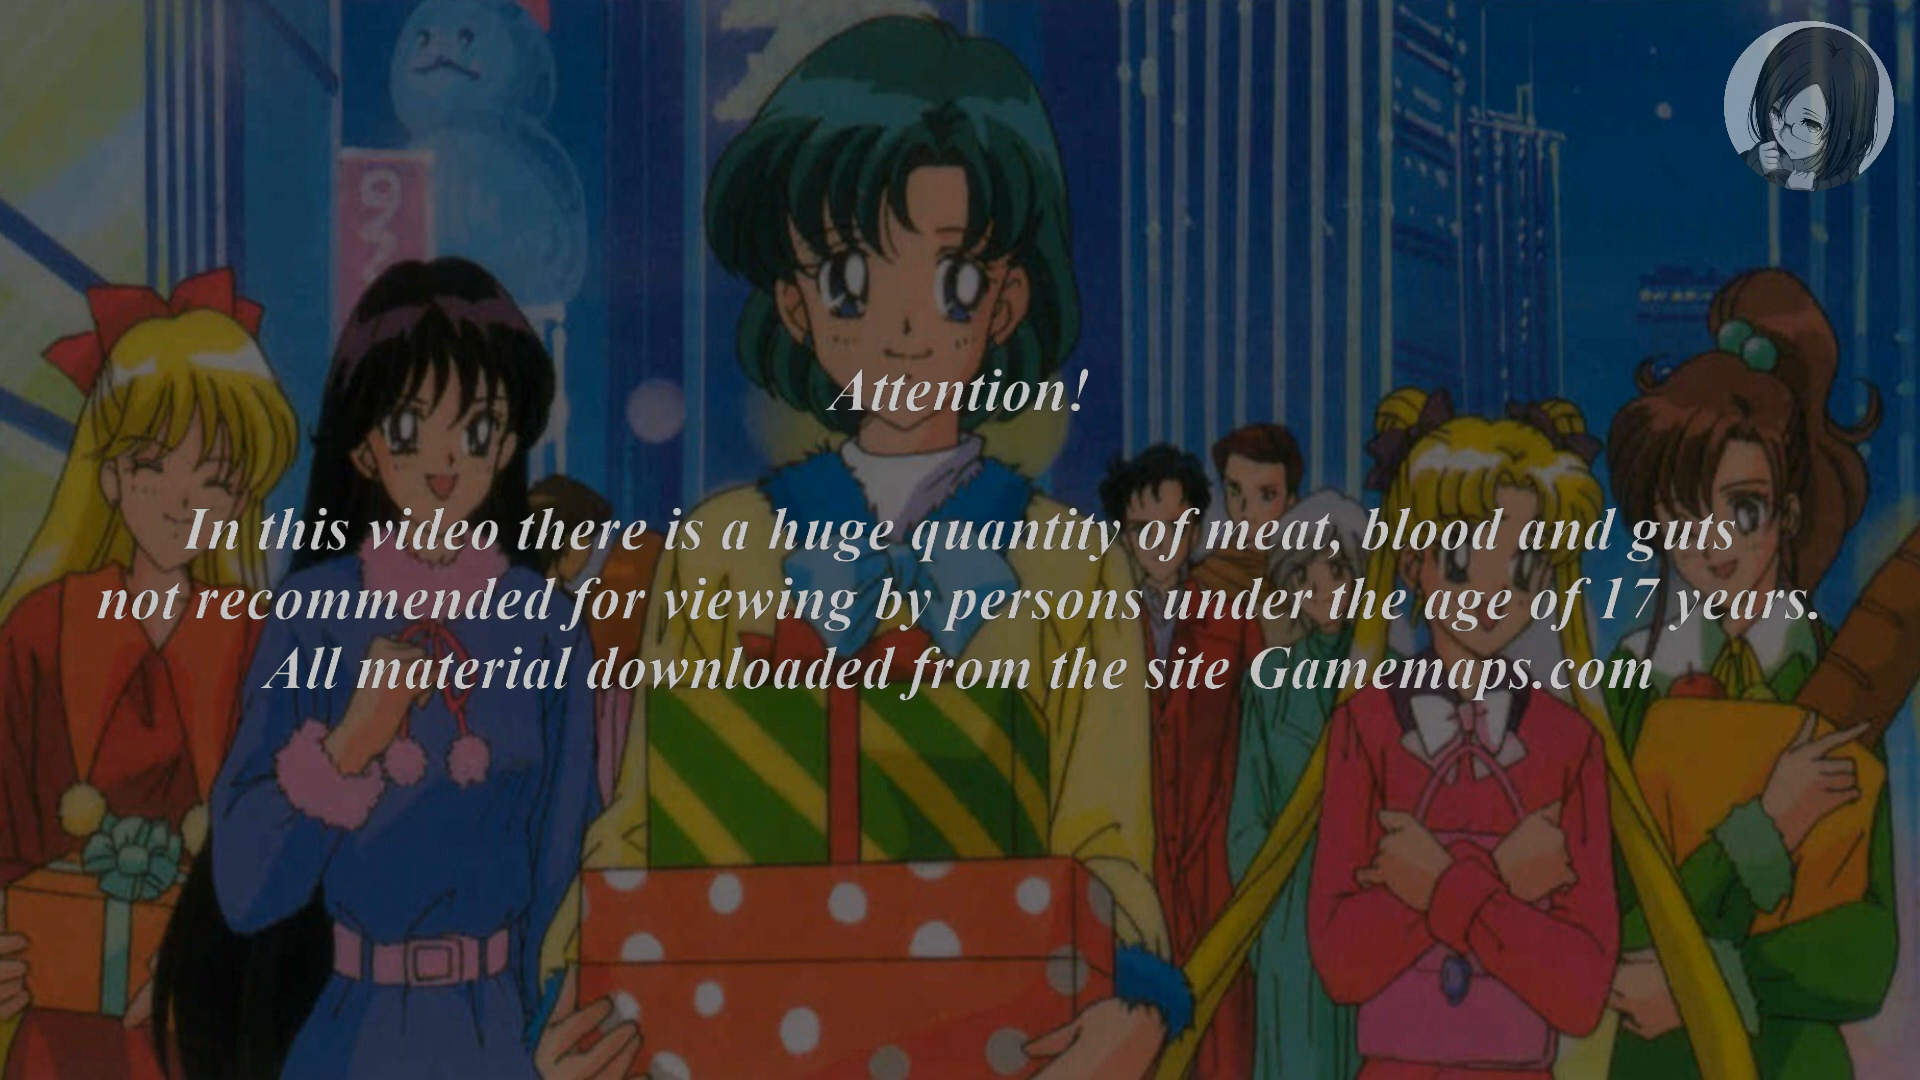 Attention!
In this video there is a huge quantity of meat, blood and guts
not recommended for viewing by persons under the age of 17 years.
All material downloaded from the site Gamemaps.com